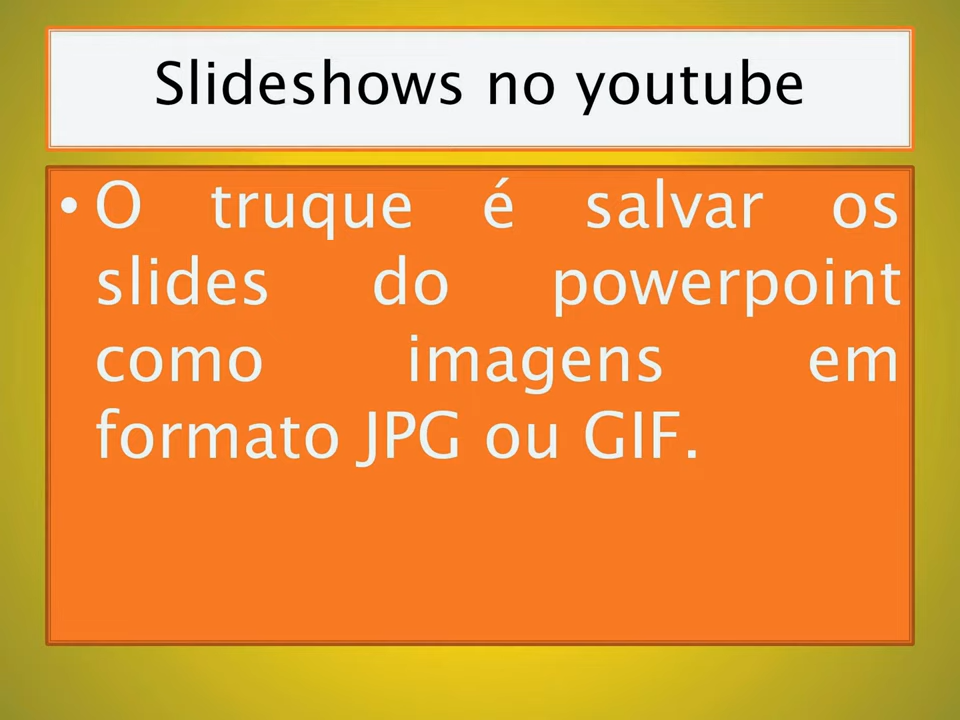 Slideshows no youtube
• O truque é salvar os
slides do powerpoint
como imagens em
formato JPG ou GIF.